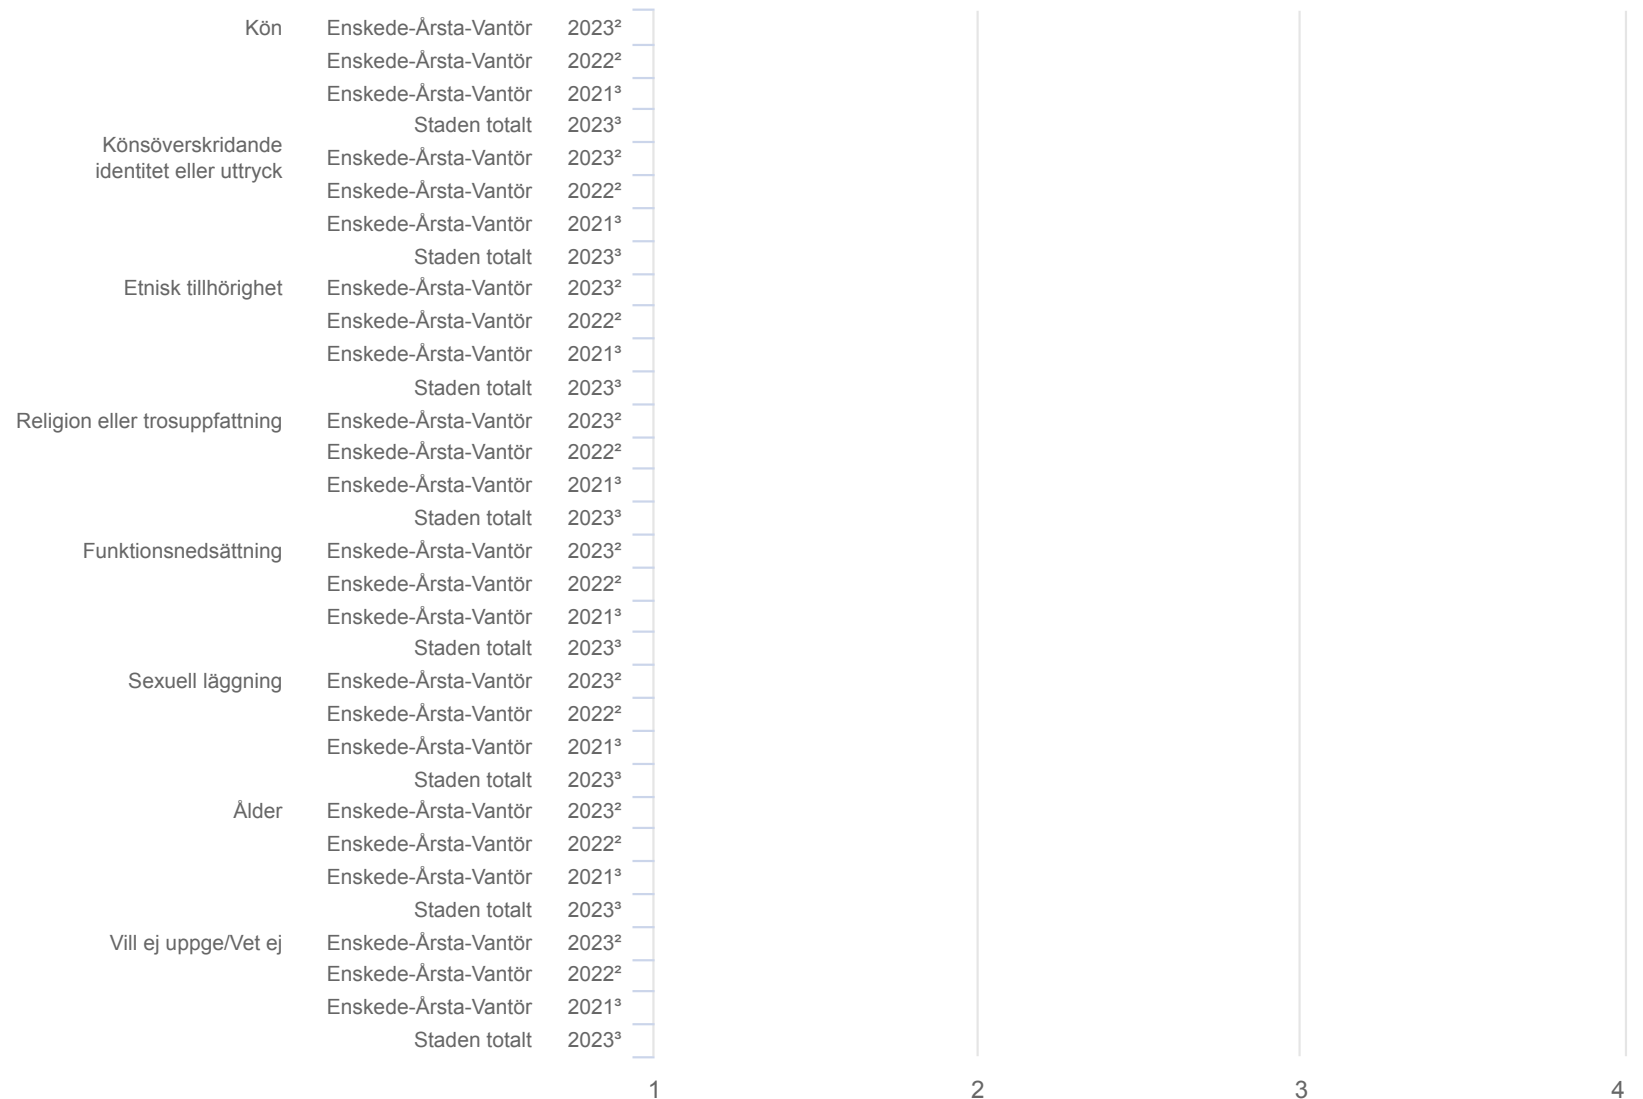 Kön Enskede-Årsta-Vantör 2023²
Enskede-Årsta-Vantör 2022²
Enskede-Årsta-Vantör 2021³
Staden totalt 2023³
Könsöverskridande
identitet eller uttryck Enskede-Årsta-Vantör 2023²
Enskede-Årsta-Vantör 2022²
Enskede-Årsta-Vantör 2021³
Staden totalt 2023³
Etnisk tillhörighet Enskede-Årsta-Vantör 2023²
Enskede-Årsta-Vantör 2022²
Enskede-Årsta-Vantör 2021³
Staden totalt 2023³
Religion eller trosuppfattning Enskede-Årsta-Vantör 2023²
Enskede-Årsta-Vantör 2022²
Enskede-Årsta-Vantör 2021³
Staden totalt 2023³
Funktionsnedsättning Enskede-Årsta-Vantör 2023²
Enskede-Årsta-Vantör 2022²
Enskede-Årsta-Vantör 2021³
Staden totalt 2023³
Sexuell läggning Enskede-Årsta-Vantör 2023²
Enskede-Årsta-Vantör 2022²
Enskede-Årsta-Vantör 2021³
Staden totalt 2023³
Ålder Enskede-Årsta-Vantör 2023²
Enskede-Årsta-Vantör 2022²
Enskede-Årsta-Vantör 2021³
Staden totalt 2023³
Vill ej uppge/Vet ej Enskede-Årsta-Vantör 2023²
Enskede-Årsta-Vantör 2022²
Enskede-Årsta-Vantör 2021³
Staden totalt 2023³
1 2 3 4